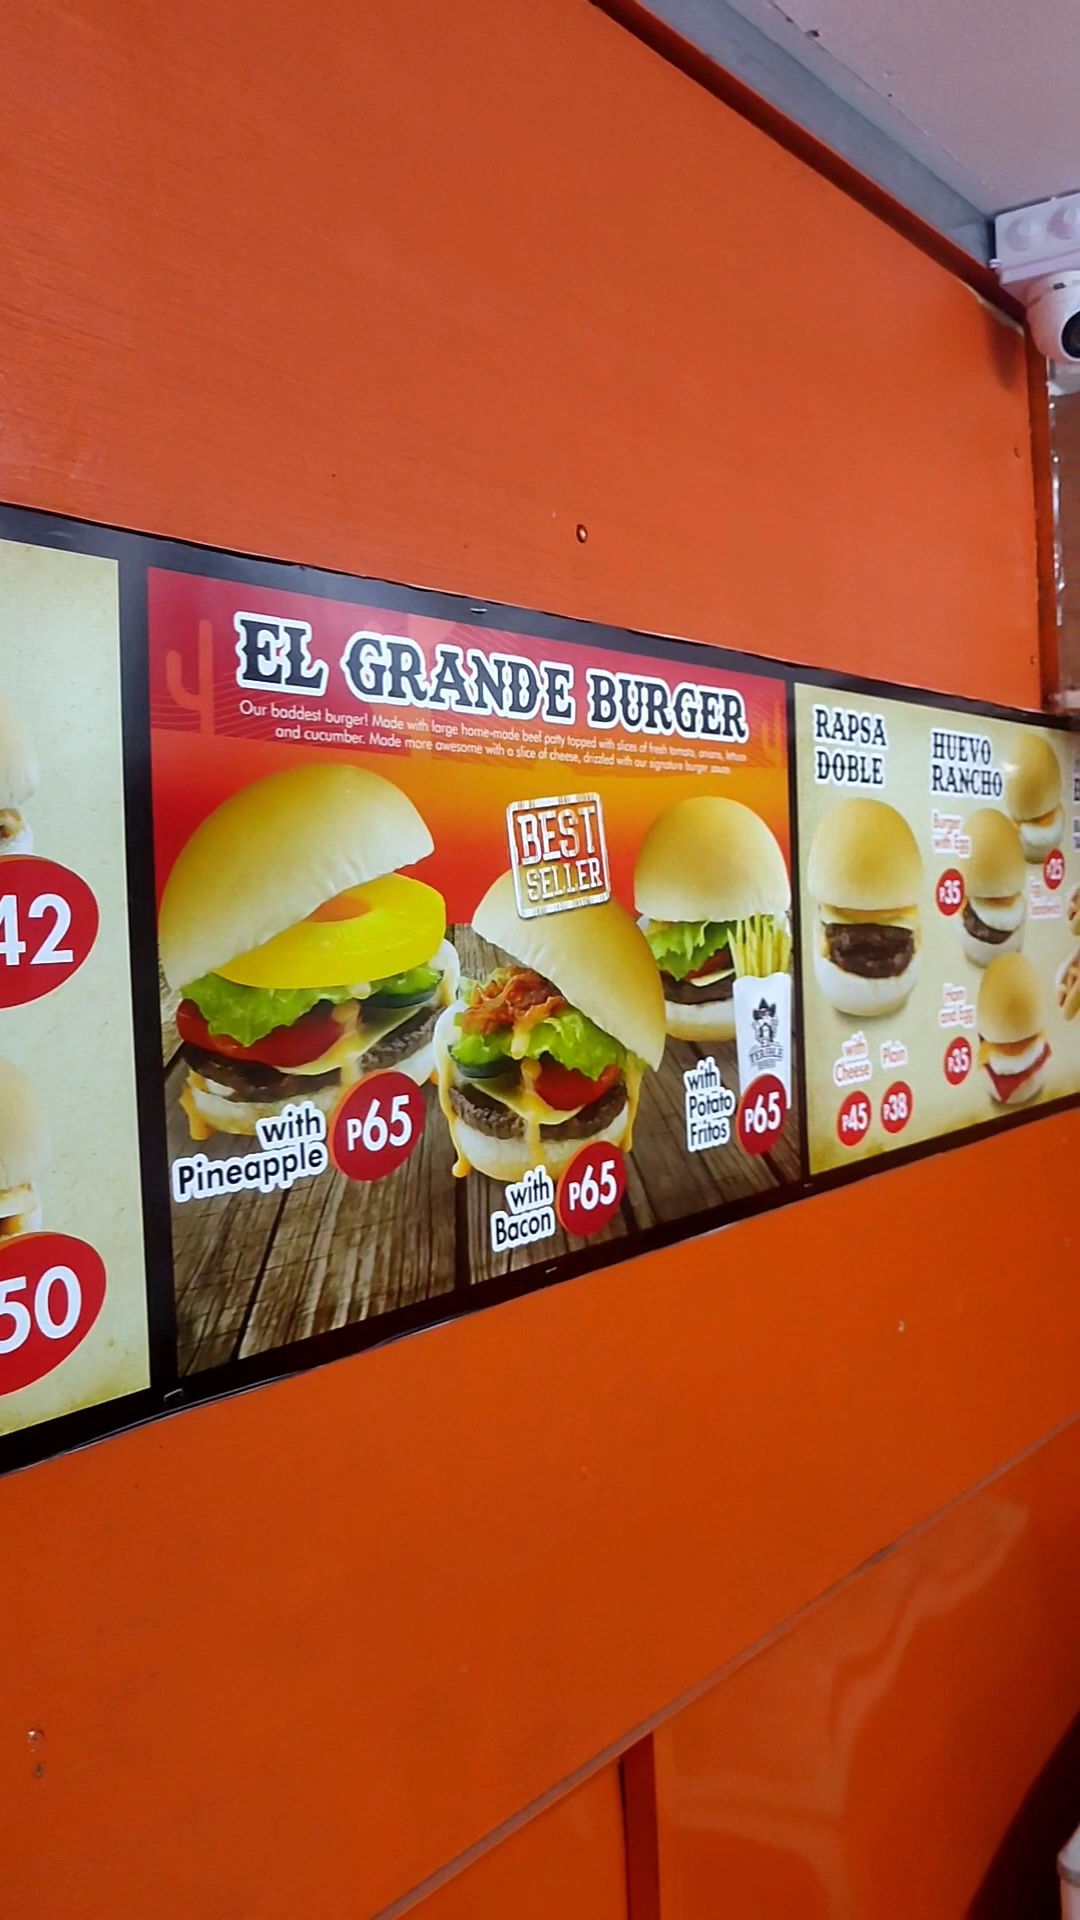 42
50
EL GRANDE BURGER
Our baddest burger! Made with large home-made beef patty topped with slices of fresh tomato, onions, lettuce
and cucumber. Made more awesome with a slice of cheese, drizzled with our signature burger sauce.
BEST
SELLER
with
Pineapple
P65
with
Bacon
P65
with
Potato
Fritos
P65
RAPSA
DOBLE
with
Cheese
P45
Plain
P38
HUEVO
RANCHO
Burger
with Egg
P35
P25
Ham
and Egg
P35